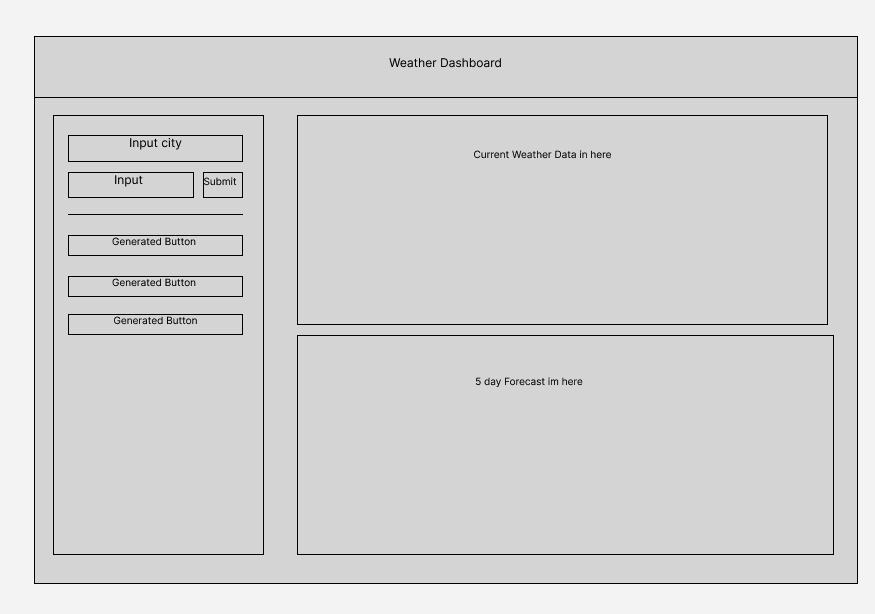 Weather Dashboard
Input city
Input
Submit
Generated Button
Generated Button
Generated Button
Current Weather Data in here
5 day Forecast im here